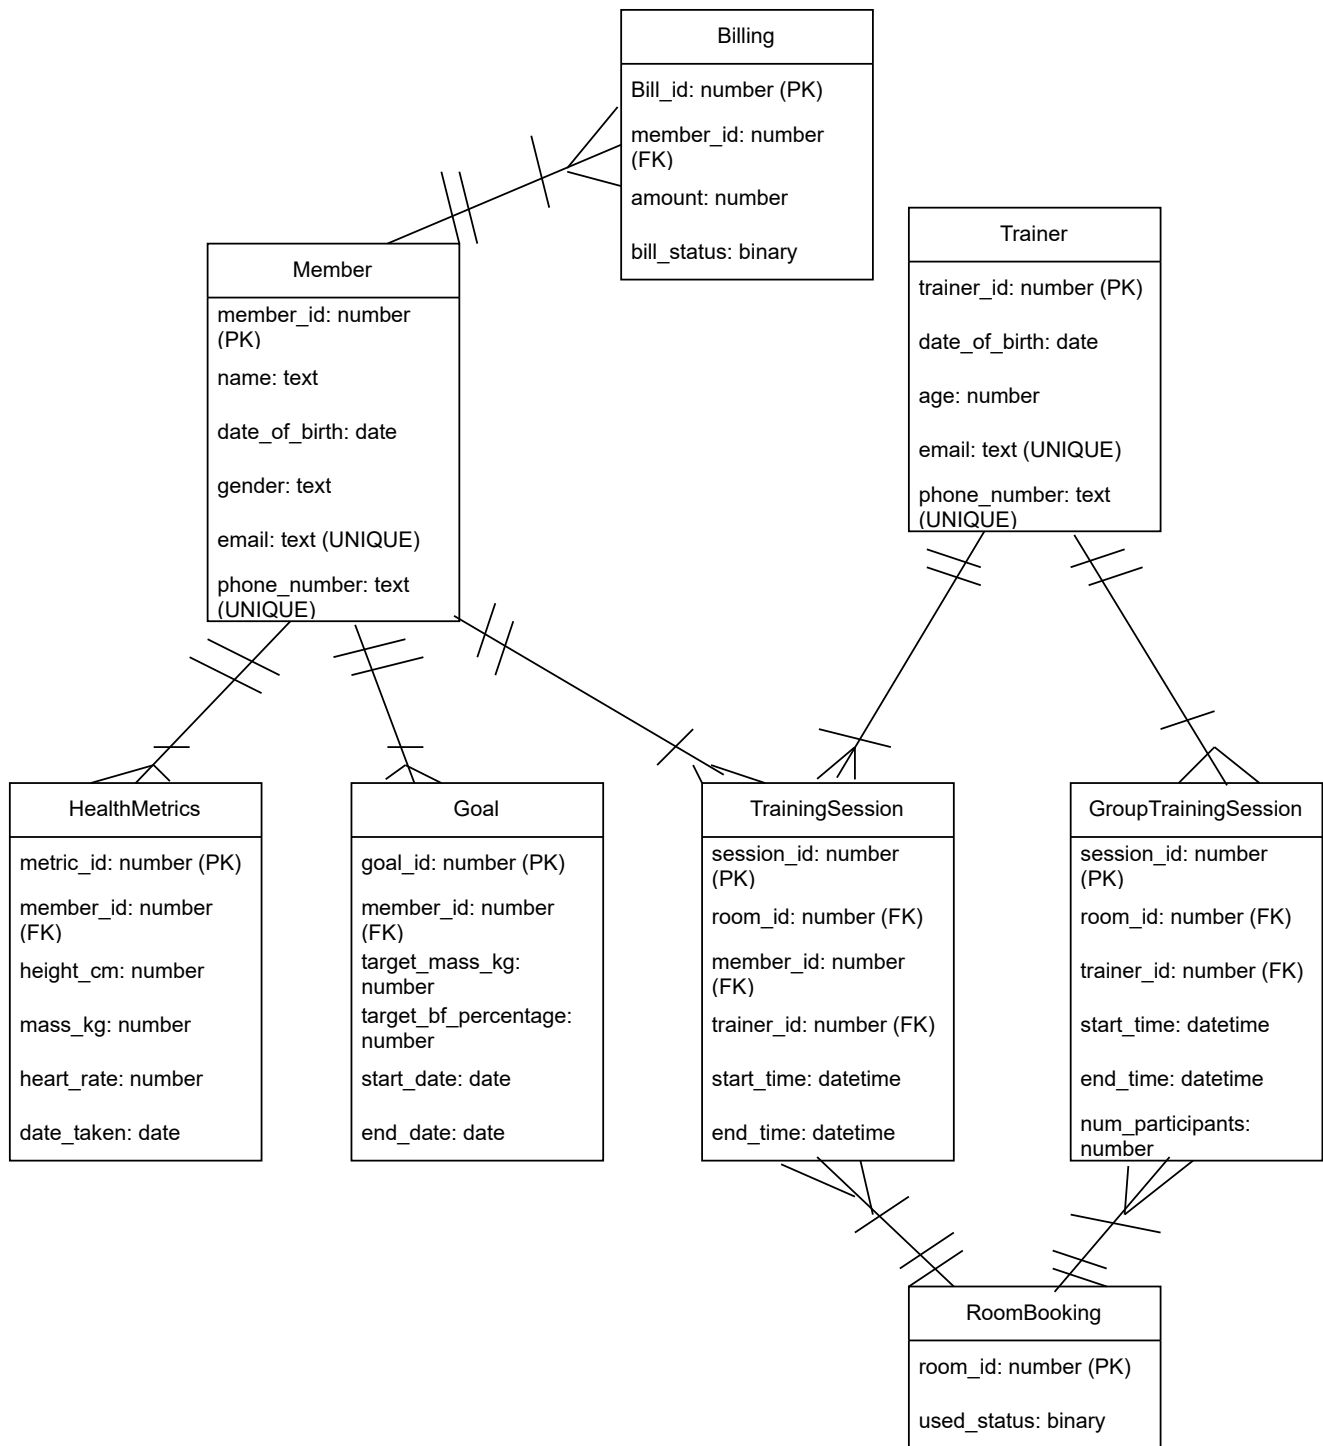 Billing
Bill_id: number (PK)
member_id: number
(FK)
amount: number
bill_status: binary
Member
member_id: number
(PK)
name: text
date_of_birth: date
gender: text
email: text (UNIQUE)
phone_number: text
(UNIQUE)
Trainer
trainer_id: number (PK)
date_of_birth: date
age: number
email: text (UNIQUE)
phone_number: text
(UNIQUE)
HealthMetrics
metric_id: number (PK)
member_id: number
(FK)
height_cm: number
mass_kg: number
heart_rate: number
date_taken: date
Goal
goal_id: number (PK)
member_id: number
(FK)
target_mass_kg:
number
target_bf_percentage:
number
start_date: date
end_date: date
TrainingSession
session_id: number
(PK)
room_id: number (FK)
member_id: number
(FK)
trainer_id: number (FK)
start_time: datetime
end_time: datetime
GroupTrainingSession
session_id: number
(PK)
room_id: number (FK)
trainer_id: number (FK)
start_time: datetime
end_time: datetime
num_participants:
number
RoomBooking
room_id: number (PK)
used_status: binary